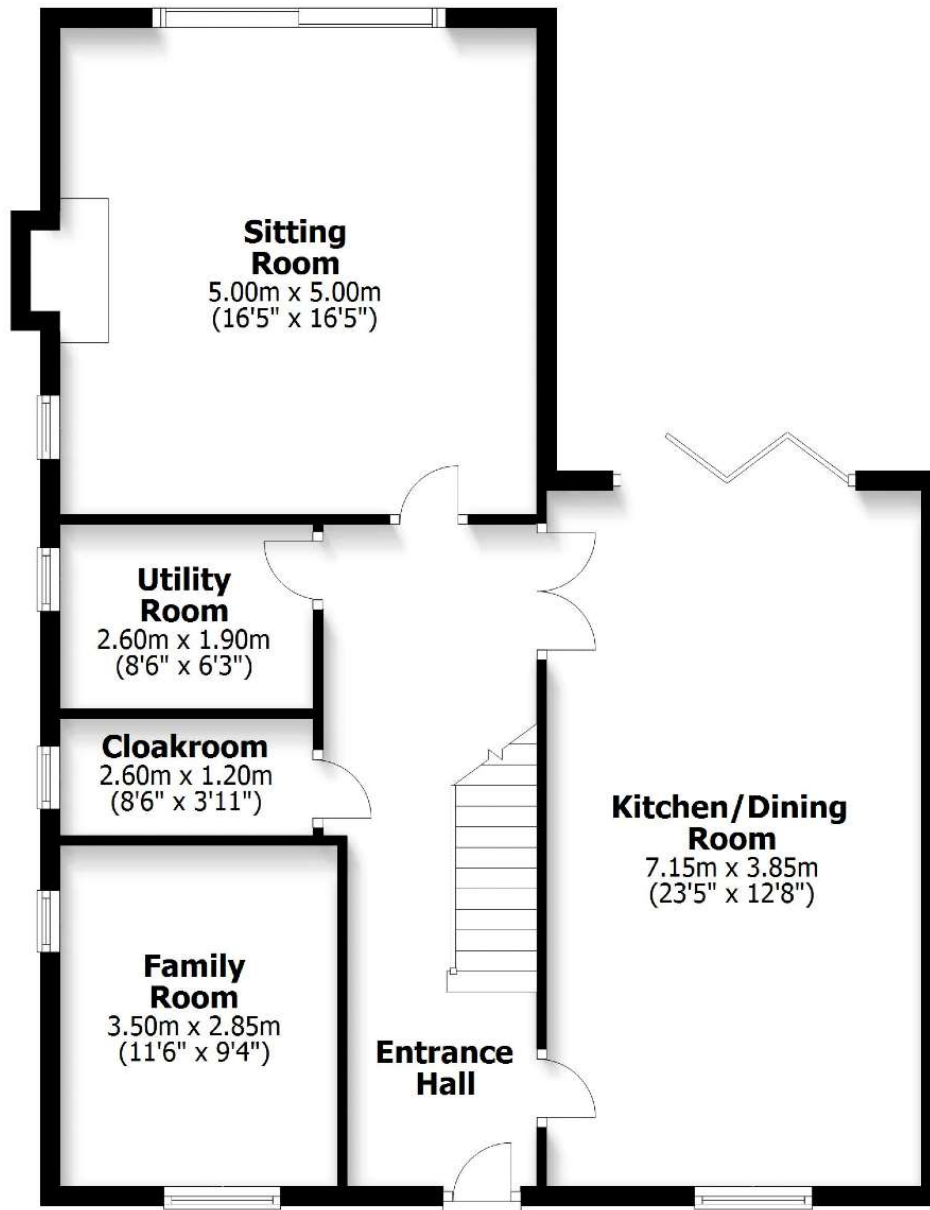 Sitting
Room
5.00m x 5.00m
(16'5" x 16'5")
Utility
Room
2.60m x 1.90m
(8'6" x 6'3")
Cloakroom
2.60m x 1.20m
(8'6" x 3'11")
Kitchen/Dining
Room
7.15m x 3.85m
(23'5" x 12'8")
Family
Room
3.50m x 2.85m
(11'6" x 9'4")
Entrance
Hall